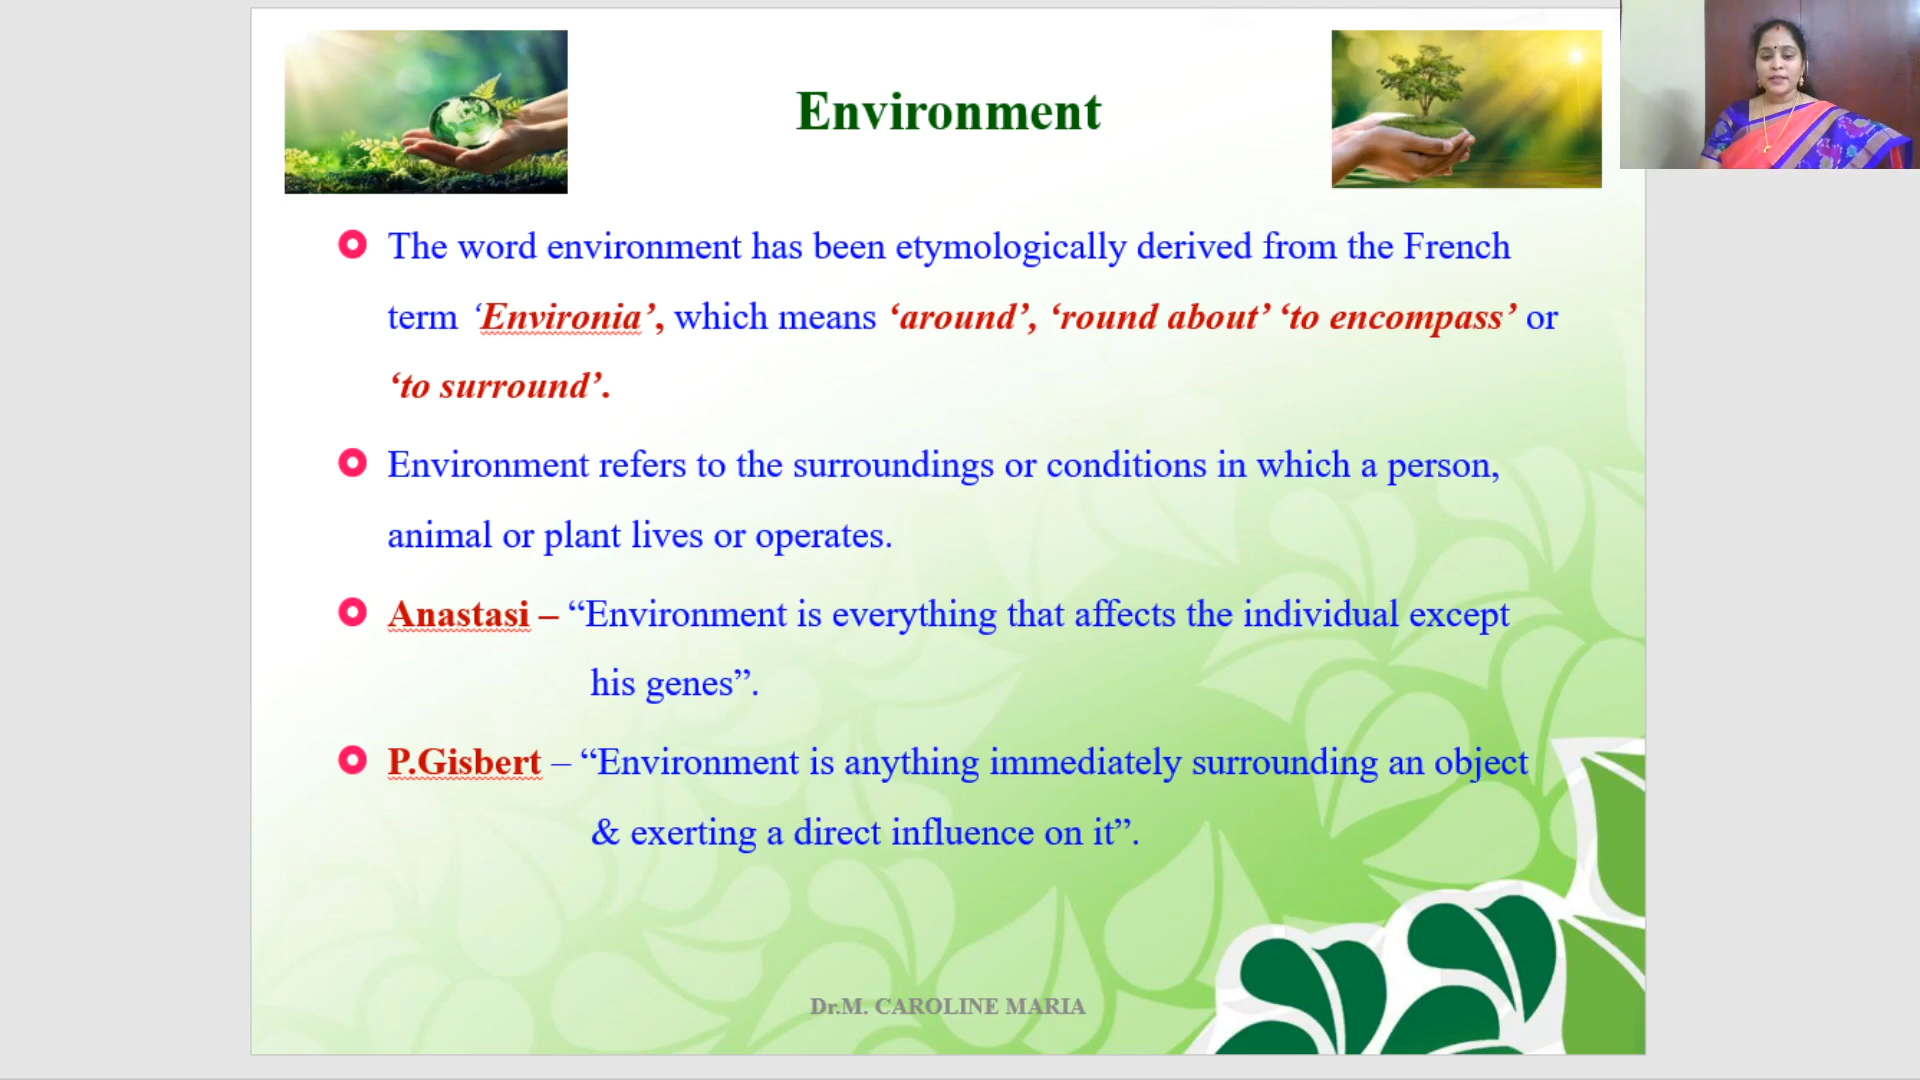 Environment
The word environment has been etymologically derived from the French
term ‘Environia’, which means ‘around’, ‘round about’ ‘to encompass’ or
‘to surround’.
Environment refers to the surroundings or conditions in which a person,
animal or plant lives or operates.
Anastasi – “Environment is everything that affects the individual except
his genes”.
P.Gisbert – “Environment is anything immediately surrounding an object
& exerting a direct influence on it”.
Dr.M. CAROLINE MARIA